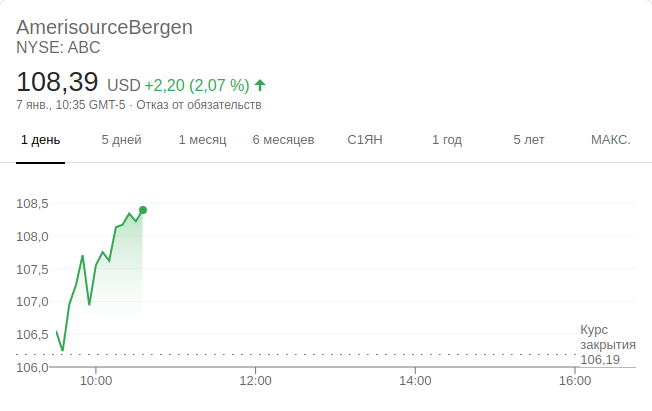 AmerisourceBergen
NYSE: ABC
108,39 USD +2,20 (2,07 %)
7 янв., 10:35 GMT-5 · Отказ от обязательств
1 день 5 дней 1 месяц 6 месяцев С1ЯН 1 год 5 лет МАКС.
108,5
108,0
107,5
107,0
106,5
106,0
Курс
закрытия
106,19
10:00 12:00 14:00 16:00